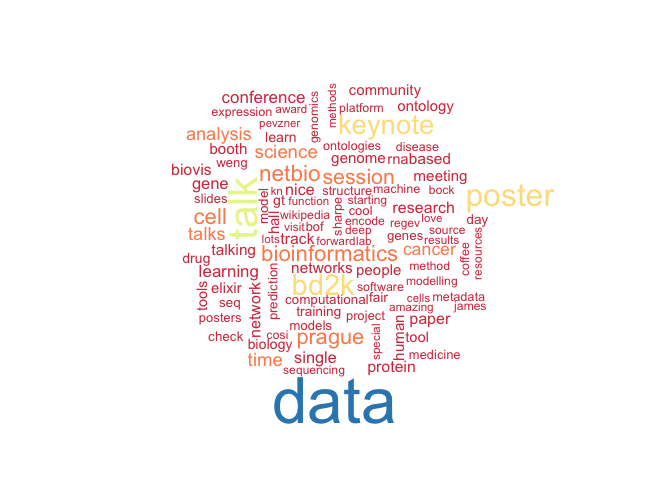 conference
methods
community
expression
award
genomics
platform
ontology
pevzner
keynote
analysis
learn
booth
science
ontologies
disease
biovis
weng
genome
rnabased
gene
netbio
session
meeting
slides
talk
model
kn
nice
structure
machine
bock
poster
cell
hall
gt
function
sharpe
starting
research
love
wikipedia
cool
day
talks
visit
bof
encode
regev
source
lots
track
deep
genes
results
talking
forwardlab
drug
bioinformatics
cancer
coffee
resources
learning
networks
people
method
tools
elixir
network
prediction
bd2k
software
modelling
seq
computational
fair
cells
metadata
posters
training
project
amazing
james
check
models
human
paper
cosi
prague
special
tool
biology
time
single
medicine
sequencing
protein
data